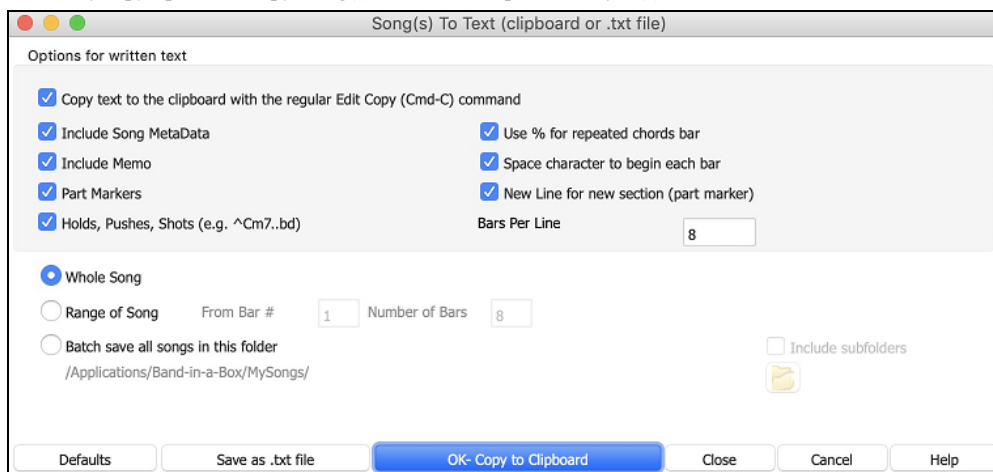 Song(s) To Text (clipboard or .txt file)
Options for written text
Copy text to the clipboard with the regular Edit Copy (Cmd-C) command
Include Song MetaData
Use % for repeated chords bar
Include Memo
Space character to begin each bar
Part Markers
New Line for new section (part marker)
Holds, Pushes, Shots (e.g. ^Cm7..bd)
Bars Per Line 8
Whole Song
Range of Song From Bar # 1 Number of Bars 8
Batch save all songs in this folder
Include subfolders
/Applications/Band-in-a-Box/MySongs/
Defaults Save as .txt file OK- Copy to Clipboard Close Cancel Help